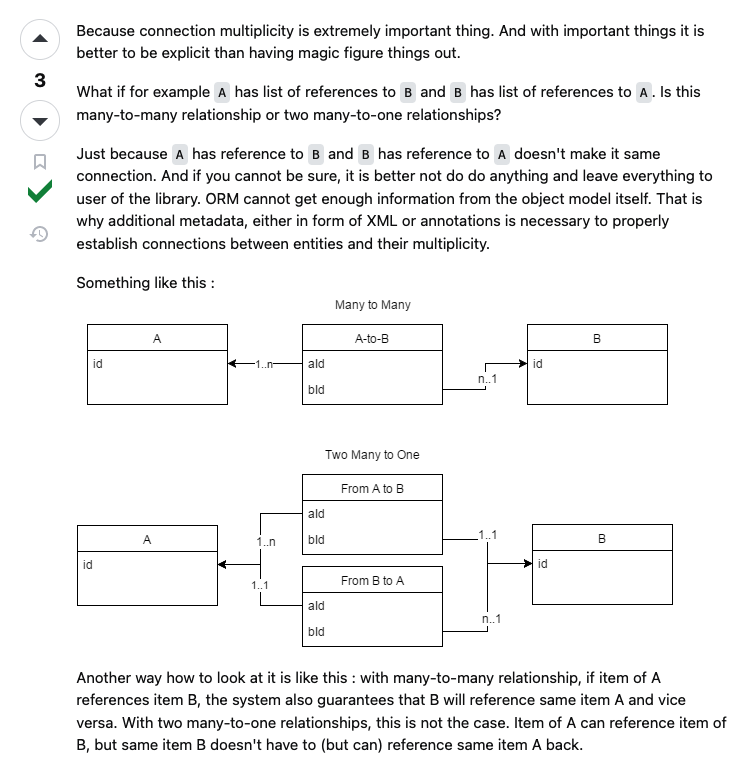 Because connection multiplicity is extremely important thing. And with important things it is
better to be explicit than having magic figure things out.
3
What if for example A has list of references to B and B has list of references to A. Is this
many-to-many relationship or two many-to-one relationships?
Just because A has reference to B and B has reference to A doesn't make it same
connection. And if you cannot be sure, it is better not do do anything and leave everything to
user of the library. ORM cannot get enough information from the object model itself. That is
why additional metadata, either in form of XML or annotations is necessary to properly
establish connections between entities and their multiplicity.
Something like this :
Many to Many
A
A-to-B
B
id
1..n
aId
n..1
id
bId
Two Many to One
From A to B
aId
A
1..n
bId
1..1
B
id
id
1..1
From B to A
aId
n..1
bId
Another way how to look at it is like this : with many-to-many relationship, if item of A
references item B, the system also guarantees that B will reference same item A and vice
versa. With two many-to-one relationships, this is not the case. Item of A can reference item of
B, but same item B doesn't have to (but can) reference same item A back.